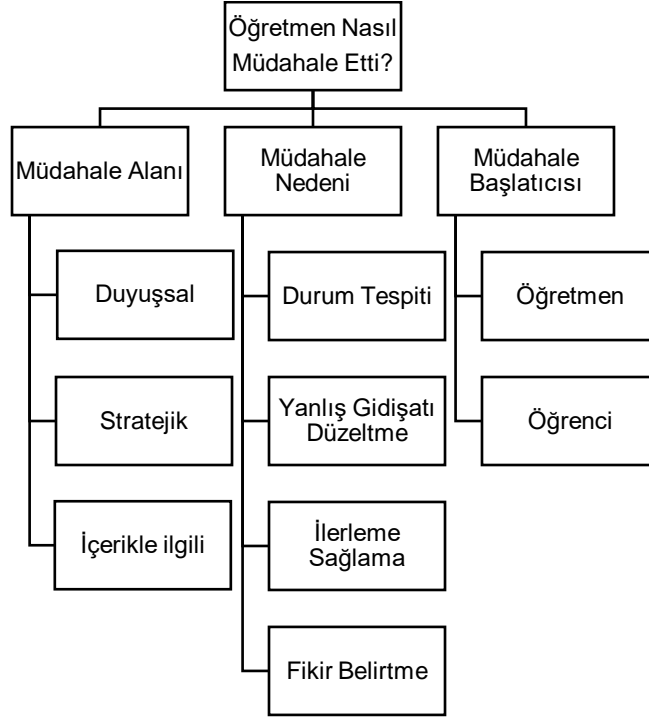 Öğretmen Nasıl
Müdahale Etti?
Müdahale Alanı
Duyuşsal
Stratejik
İçerikle ilgili
Müdahale
Nedeni
Durum Tespiti
Yanlış Gidişatı
Düzeltme
İlerleme
Sağlama
Fikir Belirtme
Müdahale
Başlatıcısı
Öğretmen
Öğrenci